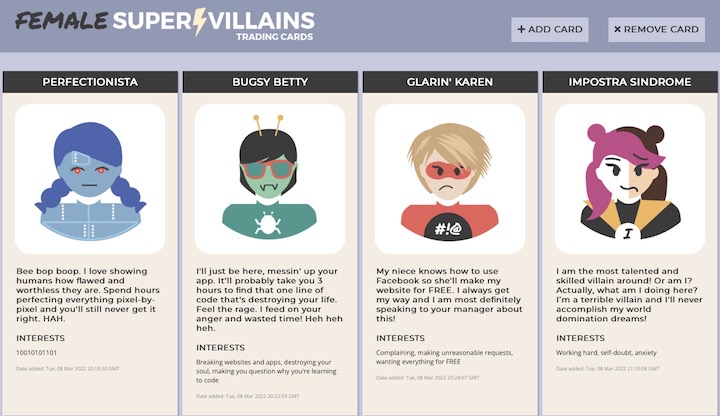 FEMALE SUPER VILLAINS
TRADING CARDS
+ ADD CARD
× REMOVE CARD
PERFECTIONISTA
Bee bop boop. I love showing
humans how flawed and
worthless they are. Spend hours
perfecting everything pixel-by-
pixel and you'll still never get it
right. HAH.
INTERESTS
10010101101
Date added: Tue, 08 Mar 2022 20:19:30 GMT
BUGSY BETTY
I'll just be here, messin' up your
app. It'll probably take you 3
hours to find that one line of
code that's destroying your life.
Feel the rage. I feed on your
anger and wasted time! Heh heh
heh.
INTERESTS
Breaking websites and apps, destroying your
soul, making you question why you're learning
to code
Date added: Tue, 08 Mar 2022 20:22:59 GMT
GLARIN' KAREN
#!@
My niece knows how to use
Facebook so she'll make my
website for FREE. I always get
my way and I am most definitely
speaking to your manager about
this!
INTERESTS
Complaining, making unreasonable requests,
wanting everything for FREE
Date added: Tue, 08 Mar 2022 20:24:07 GMT
IMPOSTRA SINDROME
I
I am the most talented and
skilled villain around! Or am I?
Actually, what am I doing here?
I'm a terrible villain and I'll never
accomplish my world
domination dreams!
INTERESTS
Working hard, self-doubt, anxiety
Date added: Tue, 08 Mar 2022 21:10:06 GMT